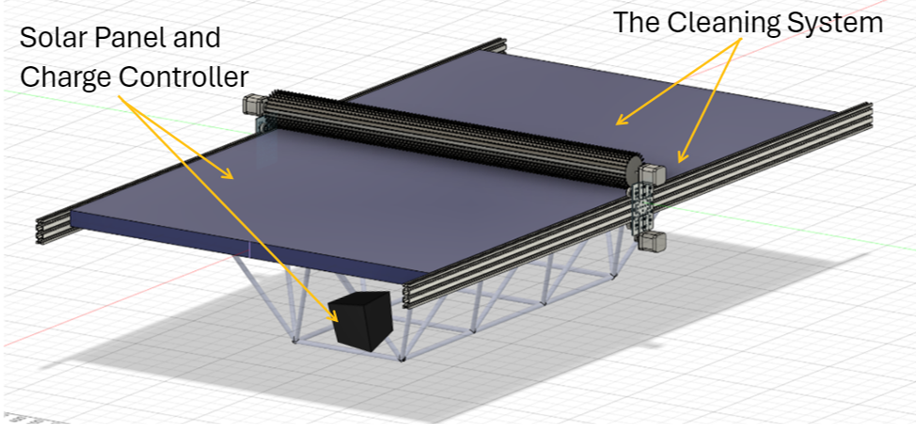 The Cleaning System
Solar Panel and
Charge Controller